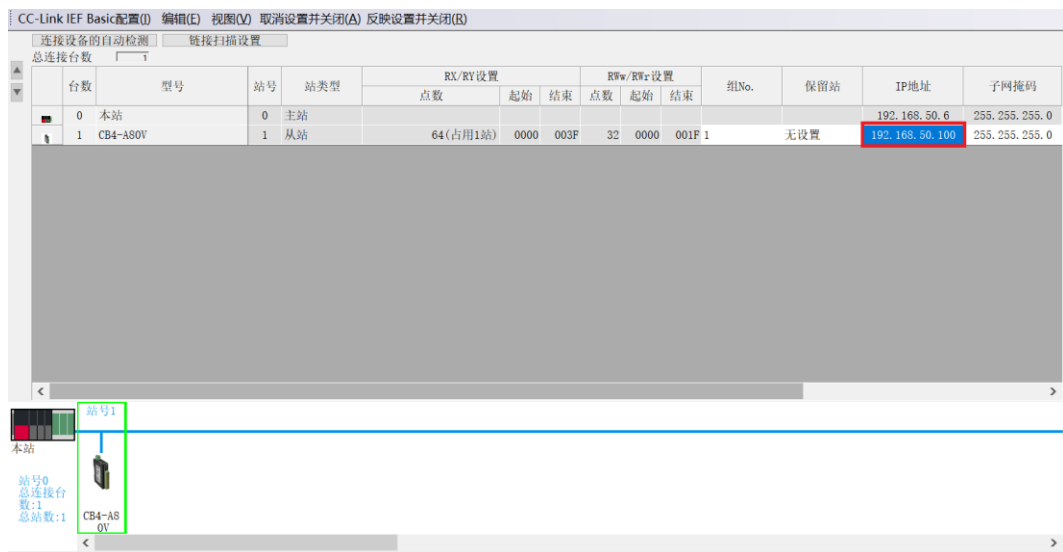 CC-Link IEF Basic配置(I) 编辑(E) 视图(V) 取消设置并关闭(A) 反映设置并关闭(R)
连接设备的自动检测 链接扫描设置
总连接台数 1
台数 型号 站号 站类型 RX/RY设置 RWw/RWr设置 组No. 保留站 IP地址 子网掩码
点数 起始 结束 点数 起始 结束
0 本站 0 主站 192.168.50.6 255.255.255.0
1 CB4-A80V 1 从站 64(占用1站) 0000 003F 32 0000 001F 1 无设置 192.168.50.100 255.255.255.0
站号1
本站
站号0
总连接台
数:1
总站数:1
CB4-A8
0V